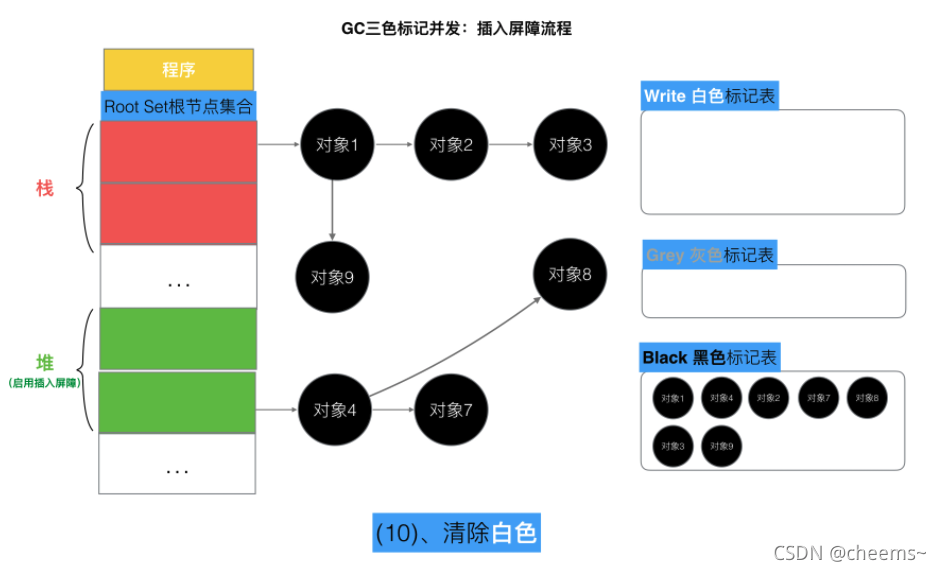 GC三色标记并发：插入屏障流程
程序
Root Set根节点集合
栈
...
堆
(启用插入屏障)
...
对象1
对象2
对象3
对象9
对象8
对象4
对象7
Write 白色标记表
Grey 灰色标记表
Black 黑色标记表
对象1 对象4 对象2 对象7 对象8
对象3 对象9
(10)、清除白色
CSDN @cheems~